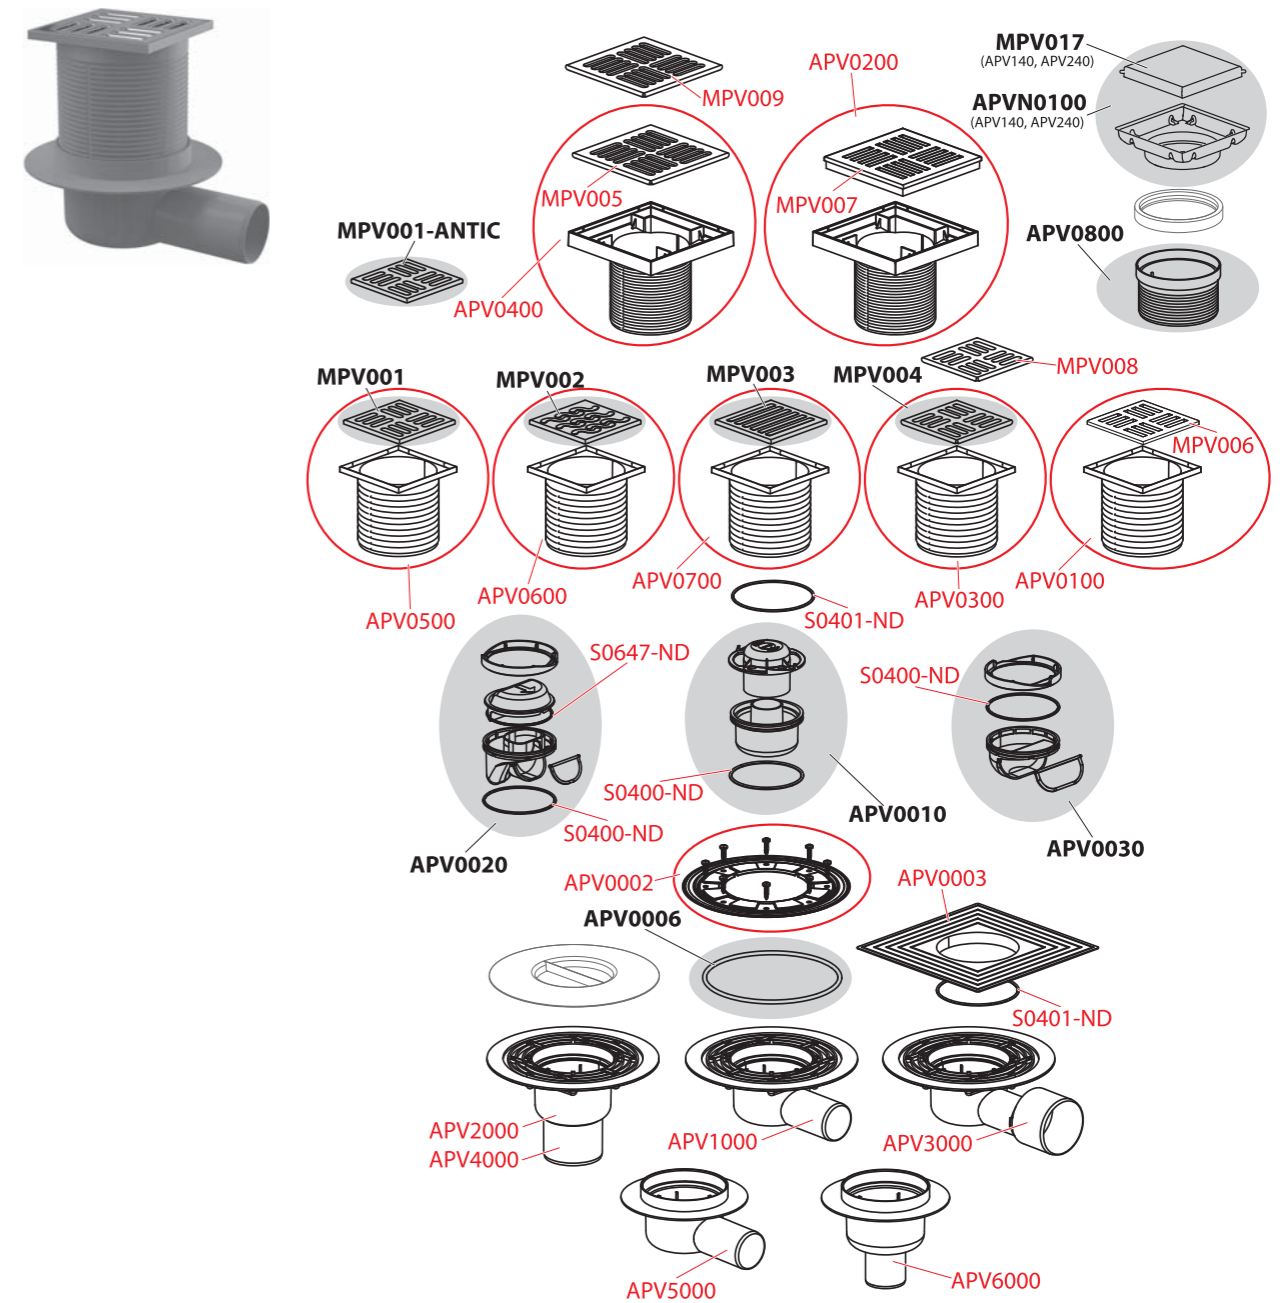 MPV017
(APV140, APV240)
APV0200
MPV009
APVN0100
(APV140, APV240)
MPV005
MPV007
MPV001-ANTIC
APV0800
APV0400
MPV008
MPV001
MPV002
MPV003
MPV004
MPV006
APV0500
APV0600
APV0700
APV0300
APV0100
S0401-ND
S0647-ND
S0400-ND
S0400-ND
S0400-ND
APV0020
APV0010
APV0030
APV0002
APV0003
APV0006
S0401-ND
APV2000
APV4000
APV1000
APV3000
APV5000
APV6000